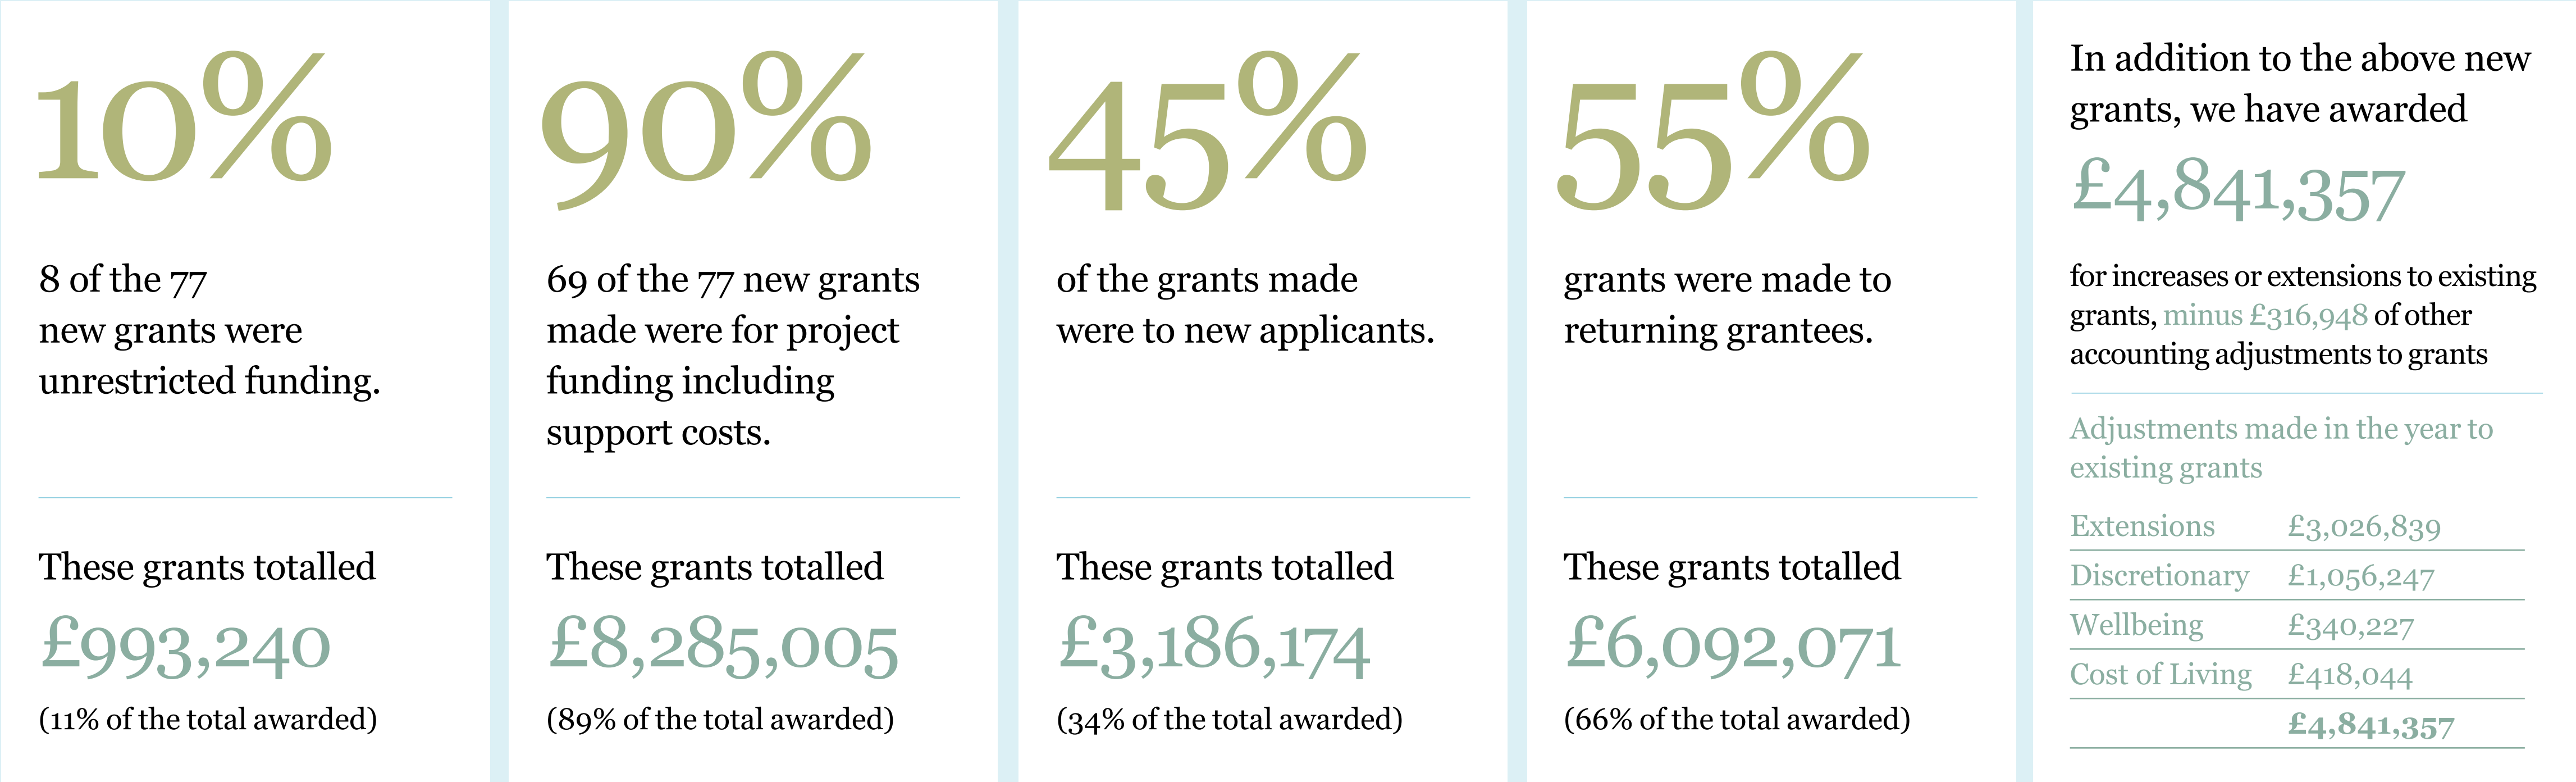 10%
8 of the 77
new grants were
unrestricted funding.
These grants totalled
£993,240
(11% of the total awarded)
90%
69 of the 77 new grants
made were for project
funding including
support costs.
These grants totalled
£8,285,005
(89% of the total awarded)
45%
of the grants made
were to new applicants.
These grants totalled
£3,186,174
(34% of the total awarded)
55%
grants were made to
returning grantees.
These grants totalled
£6,092,071
(66% of the total awarded)
In addition to the above new
grants, we have awarded
£4,841,357
for increases or extensions to existing
grants, minus £316,948 of other
accounting adjustments to grants
Adjustments made in the year to
existing grants
Extensions £3,026,839
Discretionary £1,056,247
Wellbeing £340,227
Cost of Living £418,044
£4,841,357